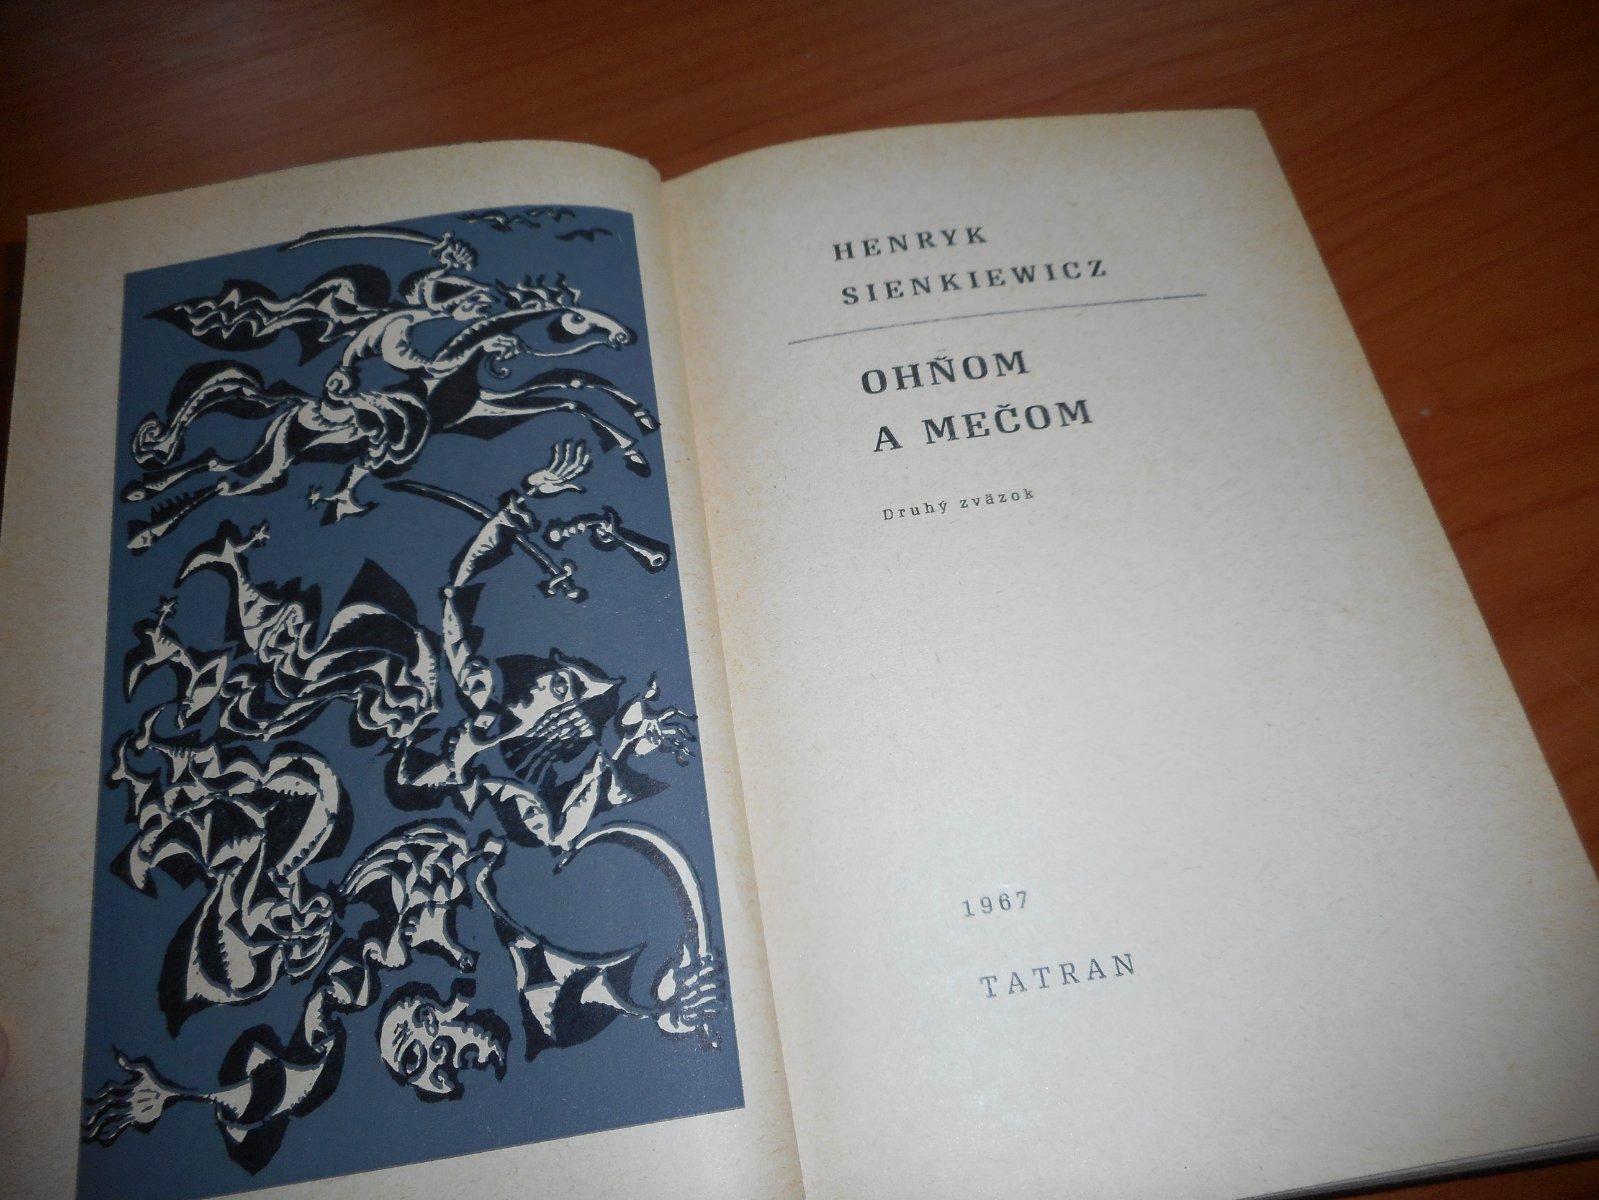 HENRYK
SIENKIEWICZ
OHŇOM
A MEČOM
Druhý zväzok
1967
TATRAN